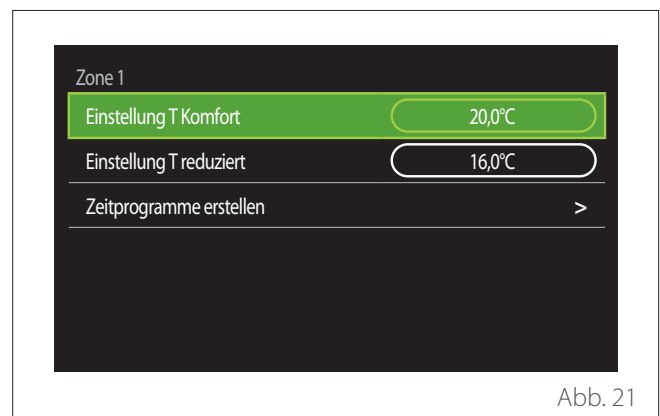 Zone 1
Einstellung T Komfort 20,0°C
Einstellung T reduziert 16,0°C
Zeitprogramme erstellen >
Abb. 21